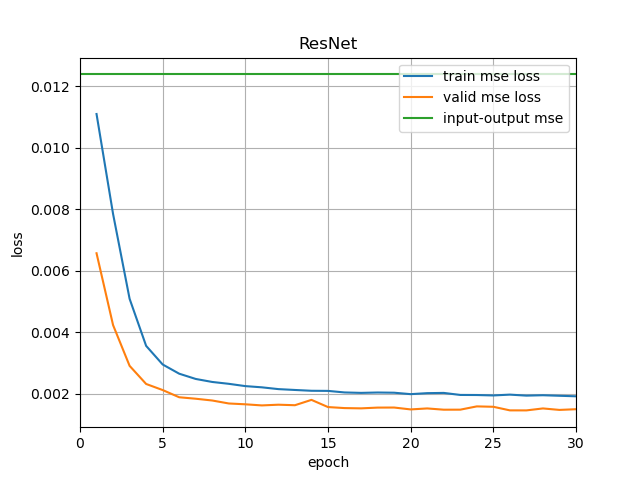 ResNet
train mse loss
valid mse loss
input-output mse
loss
0.012
0.010
0.008
0.006
0.004
0.002
0 5 10 15 20 25 30
epoch